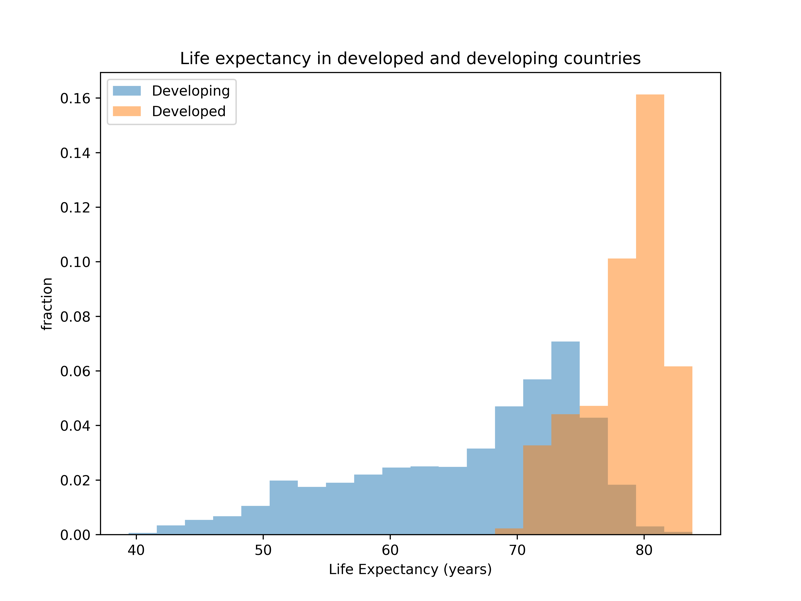 Life expectancy in developed and developing countries
Developing
Developed
fraction
0.16
0.14
0.12
0.10
0.08
0.06
0.04
0.02
0.00
40 50 60 70 80
Life Expectancy (years)